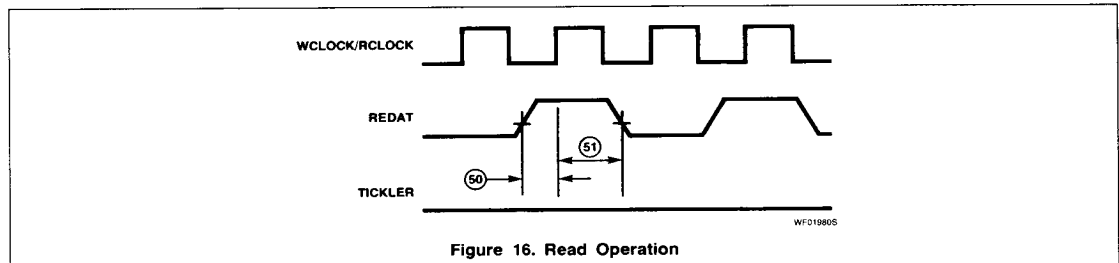 WCLOCK/RCLOCK
REDAT
51
50
TICKLER
WF01980S
Figure 16. Read Operation